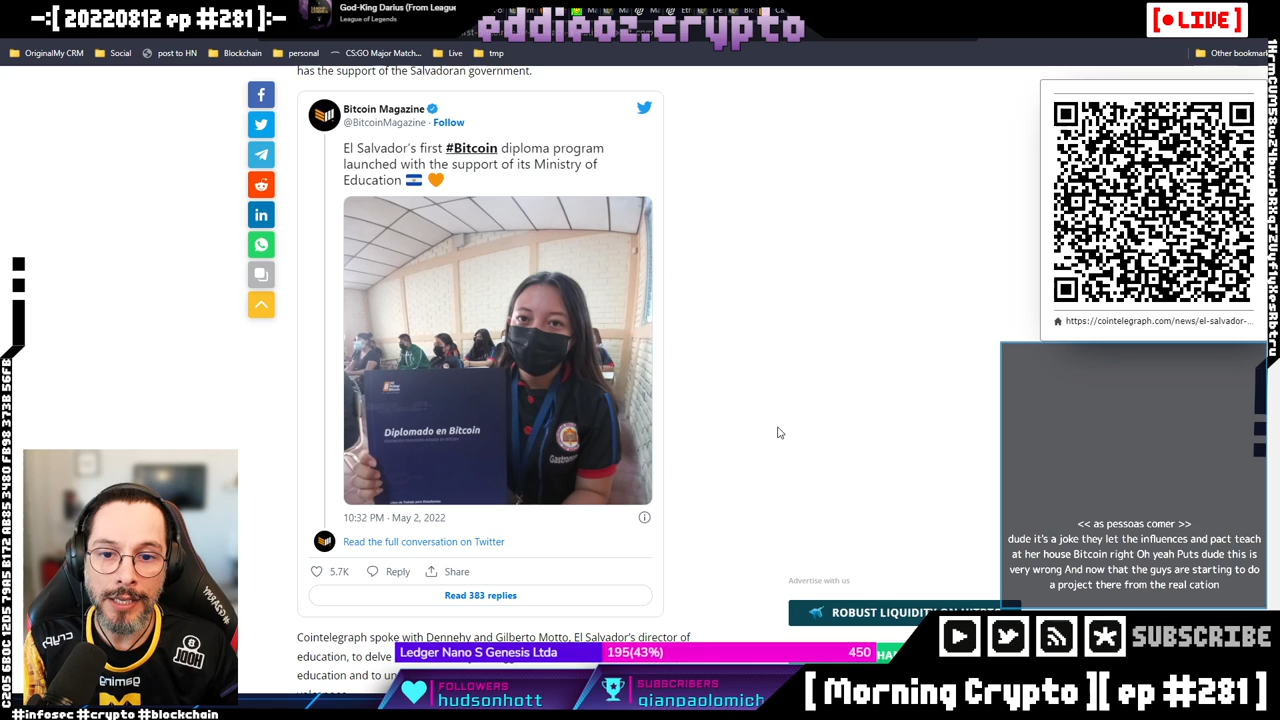 -:[ 20220812 ep #281 ]:-
God-King Darius (From League
League of Legends
eddieoz.crypto
[ ● LIVE ]
OriginalMy CRM
Social
post to HN
Blockchain
personal
CS:GO Major Match...
Live
tmp
Other bookmar
has the support of the Salvadoran government.
Bitcoin Magazine
@BitcoinMagazine · Follow
El Salvador's first #Bitcoin diploma program
launched with the support of its Ministry of
Education
Diplomado en Bitcoin
10:32 PM · May 2, 2022
Read the full conversation on Twitter
5.7K
Reply
Share
Read 383 replies
Cointelegraph spoke with Dennehy and Gilberto Motto, El Salvador's director of
education, to delve
education and to un
https://cointelegraph.com/news/el-salvador-...
<< as pessoas comer >>
dude it's a joke they let the influences and pact teach
at her house Bitcoin right Oh yeah Puts dude this is
very wrong And now that the guys are starting to do
a project there from the real cation
Advertise with us
ROBUST LIQUIDITY ON
Ledger Nano S Genesis Ltda
195(43%)
450
FOLLOWERS
hudsonhott
SUBSCRIBERS
gianpaolomich
SUBSCRIBE
[ Morning Crypto ][ ep #281 ]
#fosec #crypto #blockchain